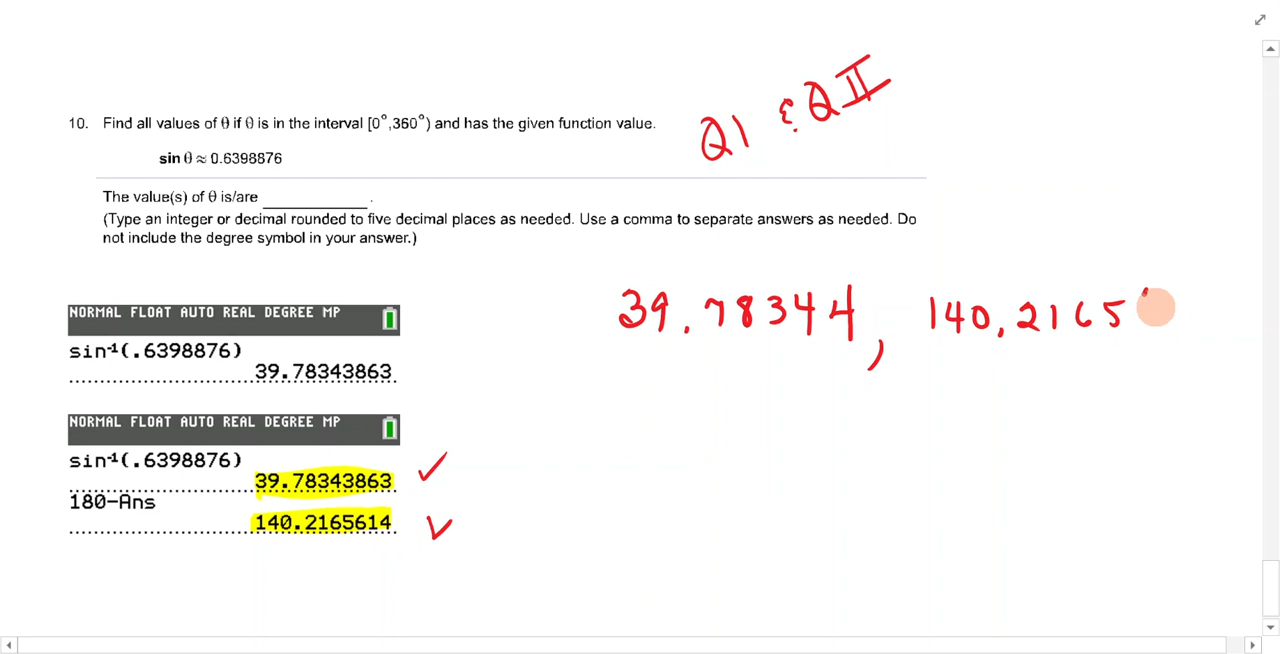 QI & QII
10. Find all values of θ if θ is in the interval [0°,360°) and has the given function value.
sin θ ≈ 0.6398876
The value(s) of θ is/are ____________.
(Type an integer or decimal rounded to five decimal places as needed. Use a comma to separate answers as needed. Do
not include the degree symbol in your answer.)
39.78344, 140.2165
NORMAL FLOAT AUTO REAL DEGREE MP
sin⁻¹(.6398876)
39.78343863
NORMAL FLOAT AUTO REAL DEGREE MP
sin⁻¹(.6398876)
39.78343863
180-Ans
140.2165614